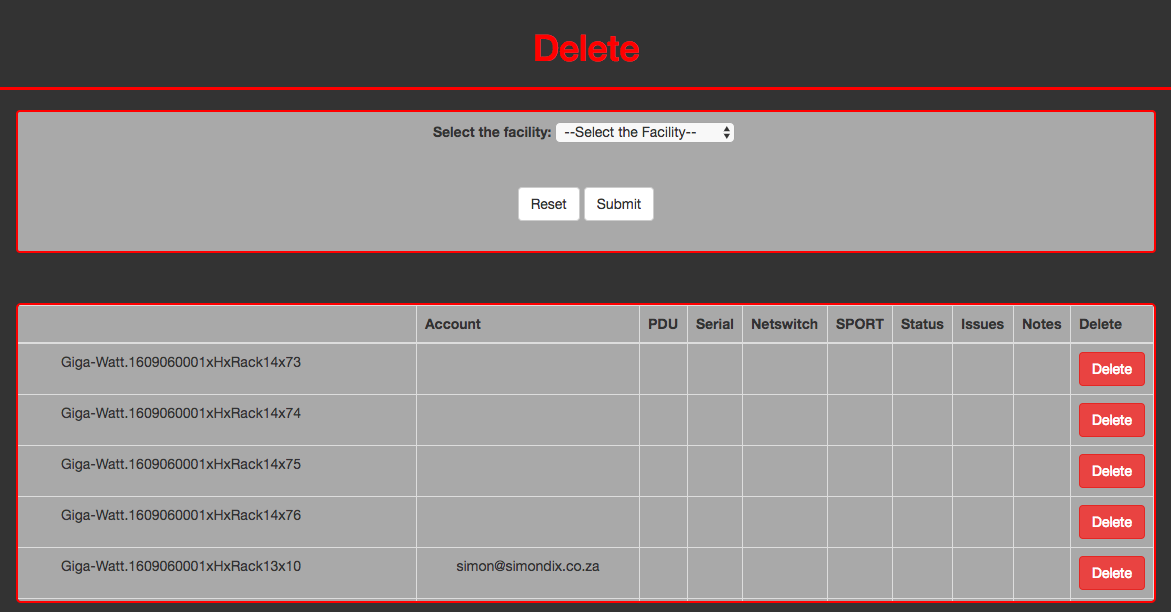 Delete
Select the facility: --Select the Facility--
Reset Submit
Account PDU Serial Netswitch SPORT Status Issues Notes Delete
Giga-Watt.1609060001xHxRack14x73 Delete
Giga-Watt.1609060001xHxRack14x74 Delete
Giga-Watt.1609060001xHxRack14x75 Delete
Giga-Watt.1609060001xHxRack14x76 Delete
Giga-Watt.1609060001xHxRack13x10 simon@simondix.co.za Delete